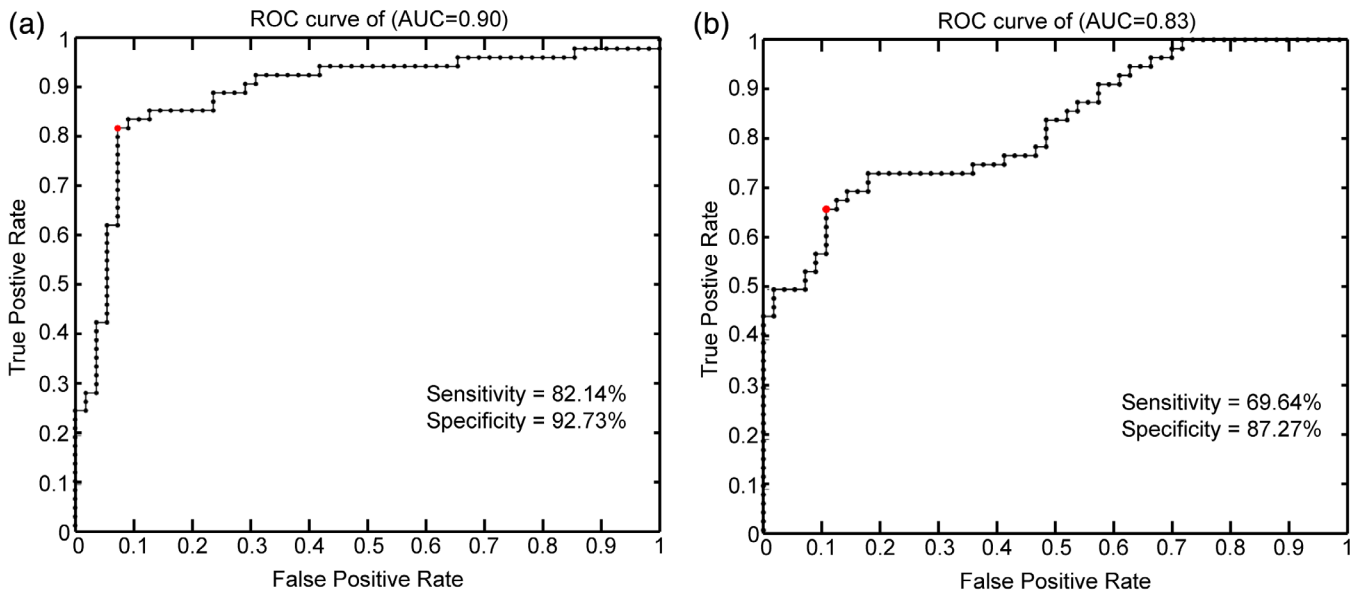 (a)
ROC curve of (AUC=0.90)
1
0.9
0.8
0.7
0.6
0.5
0.4
0.3
0.2
0.1
0
True Postive Rate
Sensitivity = 82.14%
Specificity = 92.73%
0 0.1 0.2 0.3 0.4 0.5 0.6 0.7 0.8 0.9 1
False Positive Rate
(b)
ROC curve of (AUC=0.83)
1
0.9
0.8
0.7
0.6
0.5
0.4
0.3
0.2
0.1
0
True Postive Rate
Sensitivity = 69.64%
Specificity = 87.27%
0 0.1 0.2 0.3 0.4 0.5 0.6 0.7 0.8 0.9 1
False Positive Rate